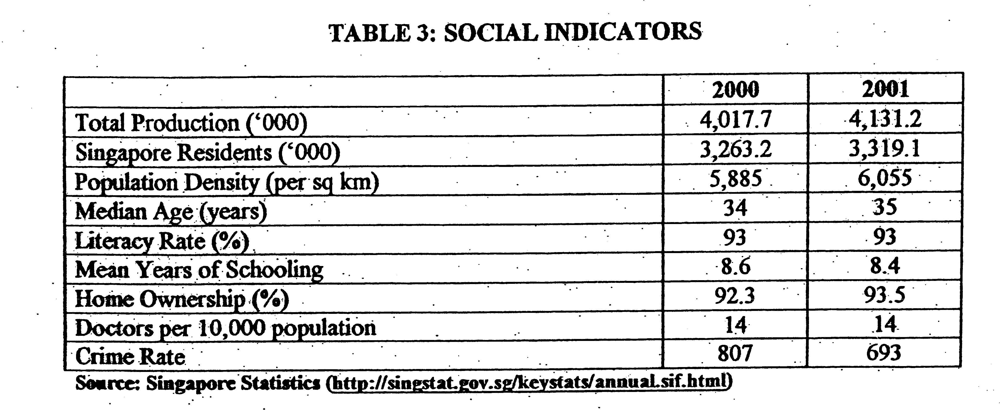 TABLE 3: SOCIAL INDICATORS
2000 2001
Total Production (‘000) 4,017.7 4,131.2
Singapore Residents (‘000) 3,263.2 3,319.1
Population Density (per sq km) 5,885 6,055
Median Age (years) 34 35
Literacy Rate (%) 93 93
Mean Years of Schooling 8.6 8.4
Home Ownership (%) 92.3 93.5
Doctors per 10,000 population 14 14
Crime Rate 807 693
Source: Singapore Statistics (http://singstat.gov.sg/keystats/annual.sif.html)